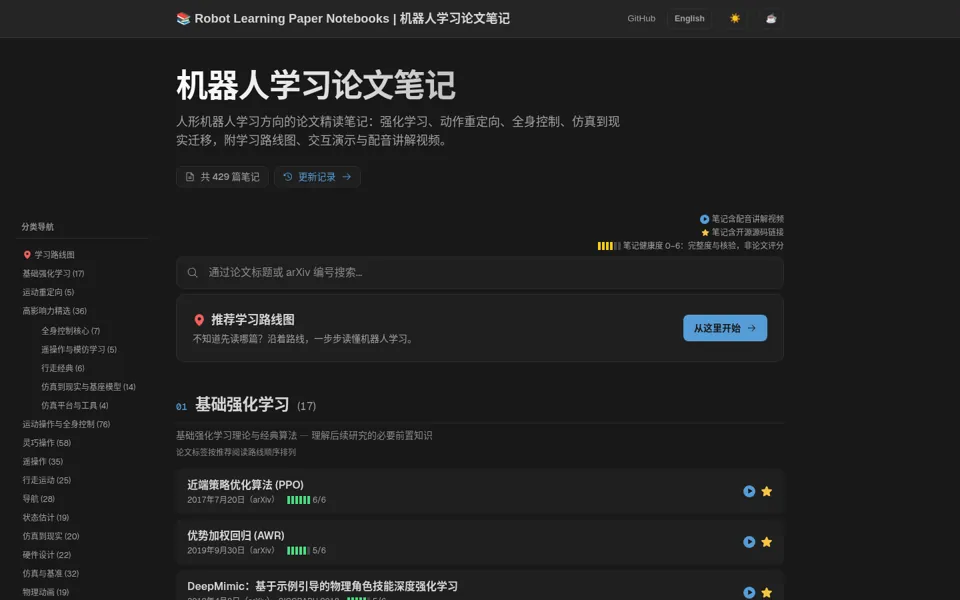 📚 Robot Learning Paper Notebooks | 机器人学习论文笔记
GitHub
English
机器人学习论文笔记
人形机器人学习方向的论文精读笔记：强化学习、动作重定向、全身控制、仿真到现
实迁移，附学习路线图、交互演示与配音讲解视频。
共 429 篇笔记
更新记录 →
分类导航
学习路线图
基础强化学习 (17)
运动重定向 (5)
高影响力精选 (36)
全身控制核心 (7)
遥操作与模仿学习 (5)
行走经典 (6)
仿真到现实与基座模型 (14)
仿真平台与工具 (4)
运动操作与全身控制 (76)
灵巧操作 (58)
遥操作 (35)
行走运动 (25)
导航 (28)
状态估计 (19)
仿真到现实 (20)
硬件设计 (22)
仿真与基准 (32)
物理动画 (19)
笔记含配音讲解视频
笔记含开源源码链接
笔记健康度 0–6：完整度与核验，非论文评分
通过论文标题或 arXiv 编号搜索...
推荐学习路线图
不知道先读哪篇？沿着路线，一步步读懂机器人学习。
从这里开始 →
01 基础强化学习 (17)
基础强化学习理论与经典算法 — 理解后续研究的必要前置知识
论文标签按推荐阅读路线顺序排列
近端策略优化算法 (PPO)
2017年7月20日（arXiv） 6/6
优势加权回归 (AWR)
2019年9月30日（arXiv） 5/6
DeepMimic：基于示例引导的物理角色技能深度强化学习